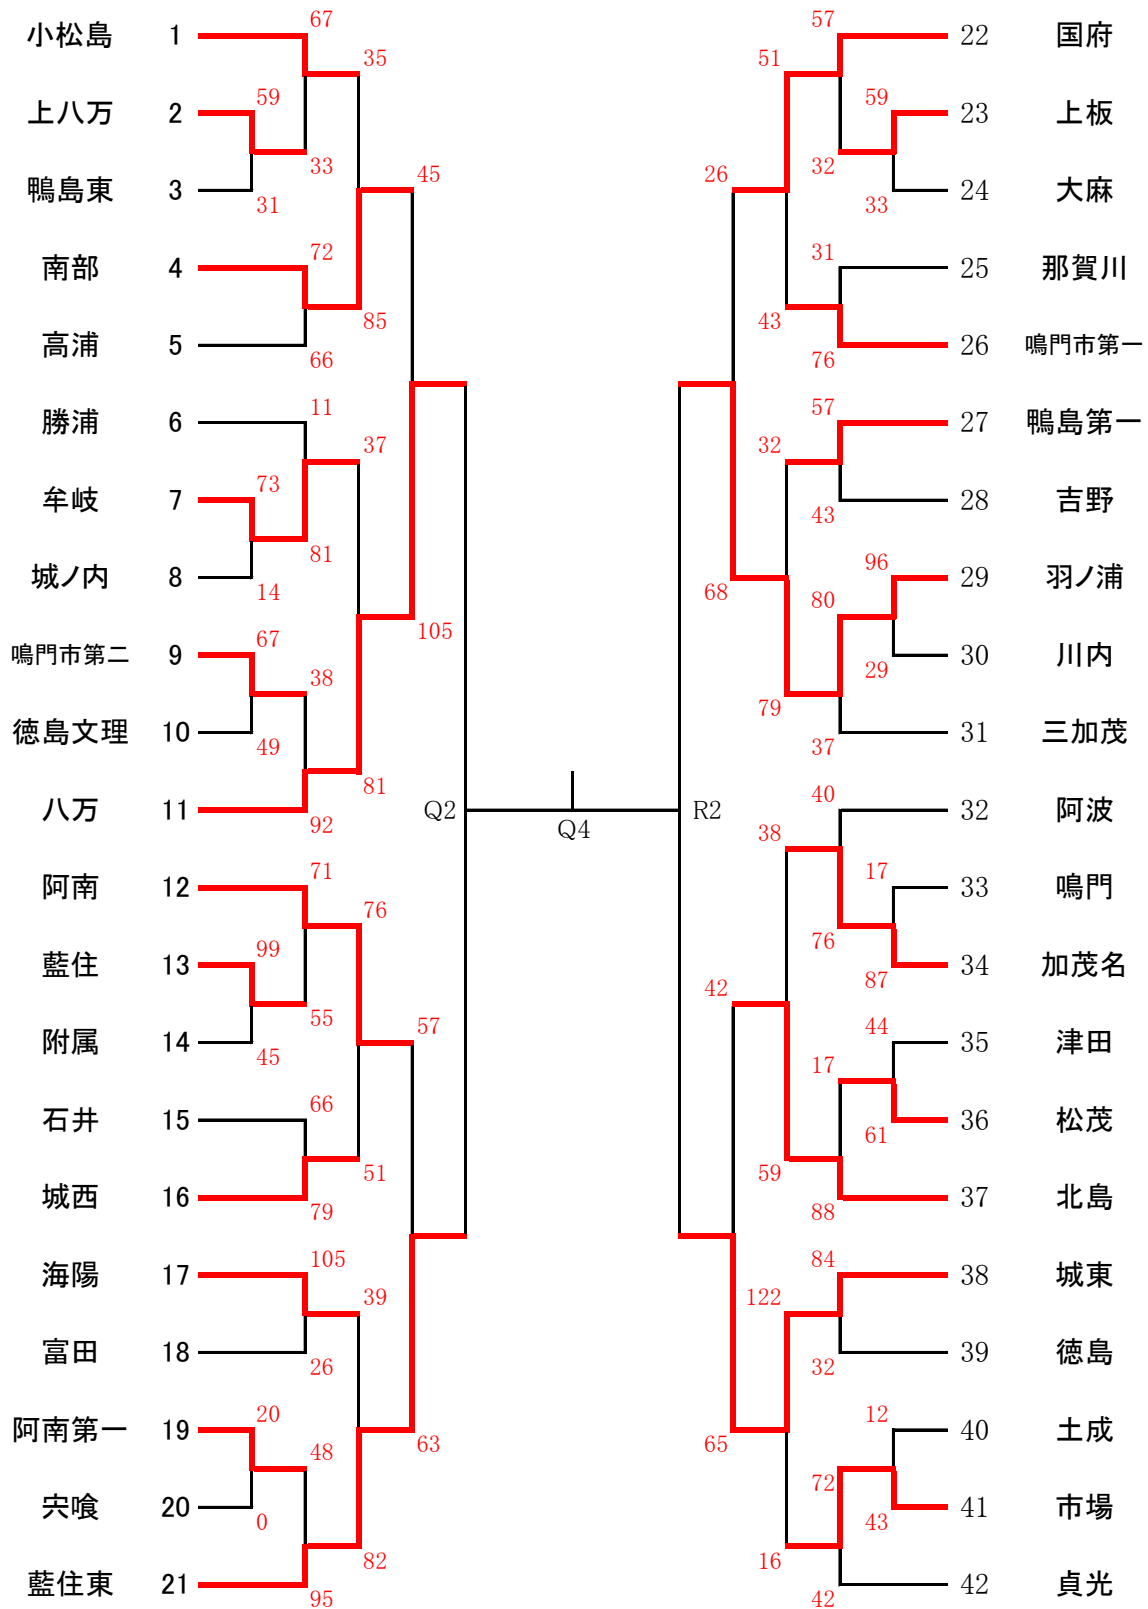 小松島 1 67 57 22 国府
35 51
上八万 2 59 59 23 上板
33 45 26 32
鴨島東 3 31 33 24 大麻
南部 4 72 31 25 那賀川
85 43
高浦 5 66 76 26 鳴門市第一
勝浦 6 11 57 27 鴨島第一
37 32
牟岐 7 73 43 28 吉野
81 96
城ノ内 8 14 68 80 29 羽ノ浦
鳴門市第二 9 67 105 29 30 川内
38 79
徳島文理 10 49 37 31 三加茂
81 40
八万 11 92 Q2 Q4 R2 32 阿波
38
阿南 12 71 17 33 鳴門
76 76
藍住 13 99 87 34 加茂名
55 57 42
附属 14 45 44 35 津田
66 17
石井 15 61 36 松茂
51 59
城西 16 79 88 37 北島
海陽 17 105 84 38 城東
39 122
富田 18 26 32 39 徳島
阿南第一 19 20 12 40 土成
48 63 65 72
宍喰 20 0 43 41 市場
82 16
藍住東 21 95 42 42 貞光